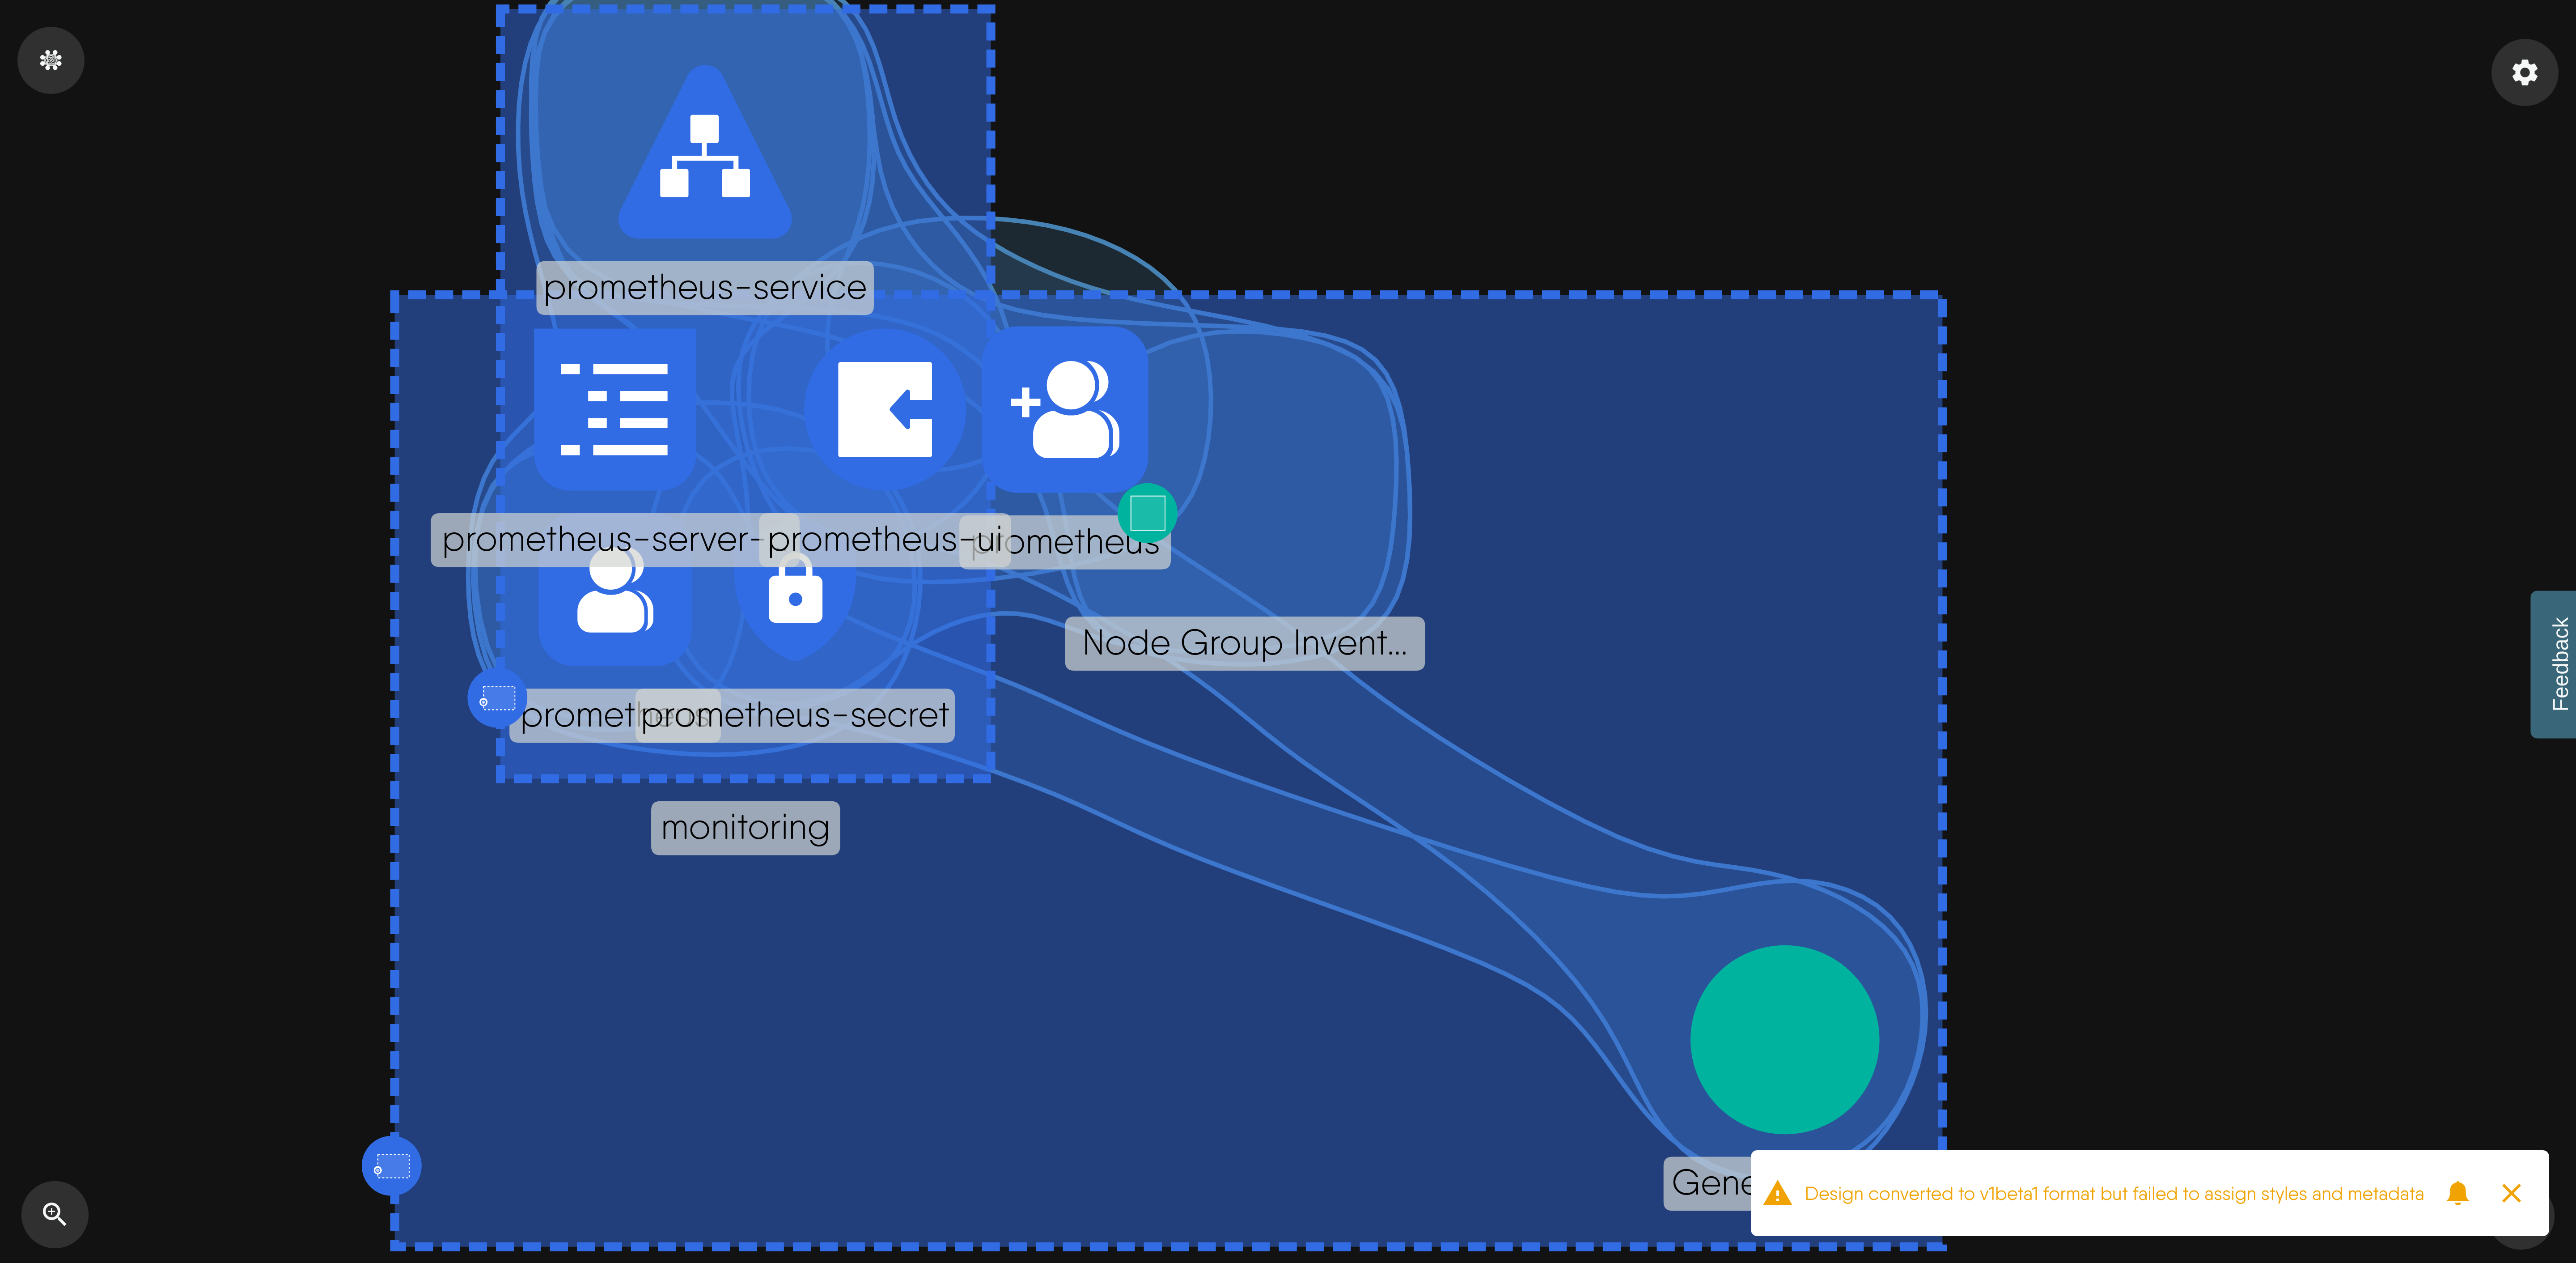 prometheus-service
prometheus-server-
prometheus-ui
prometheus
Node Group Invent...
prometheus
prometheus-secret
monitoring
Feedback
Gene
Design converted to v1beta1 format but failed to assign styles and metadata